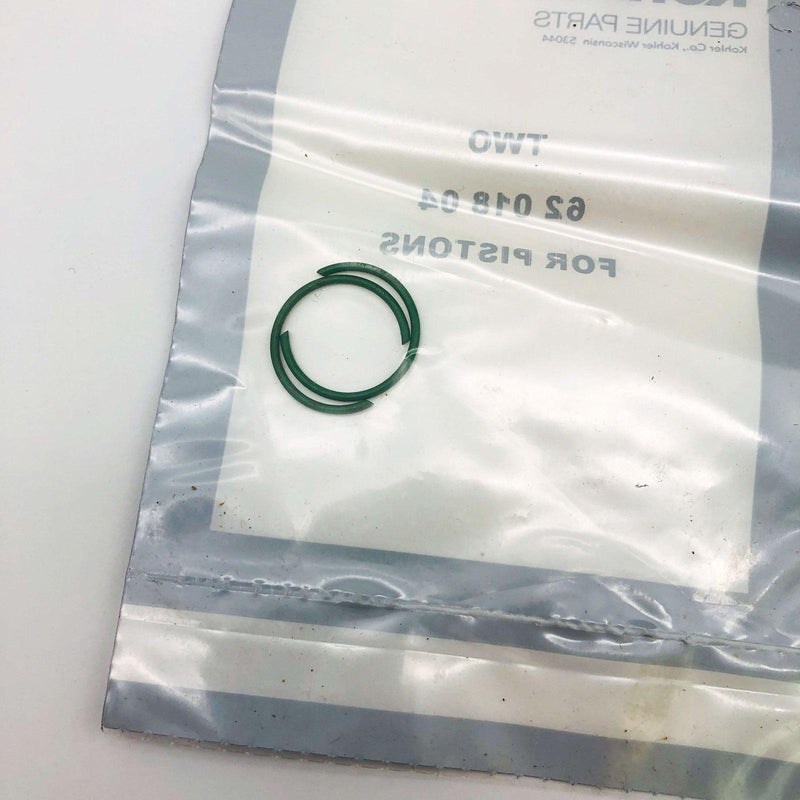 GENUINE PARTS
Kohler Co., Kohler Wisconsin 53044
TWO
62 018 04
FOR PISTONS